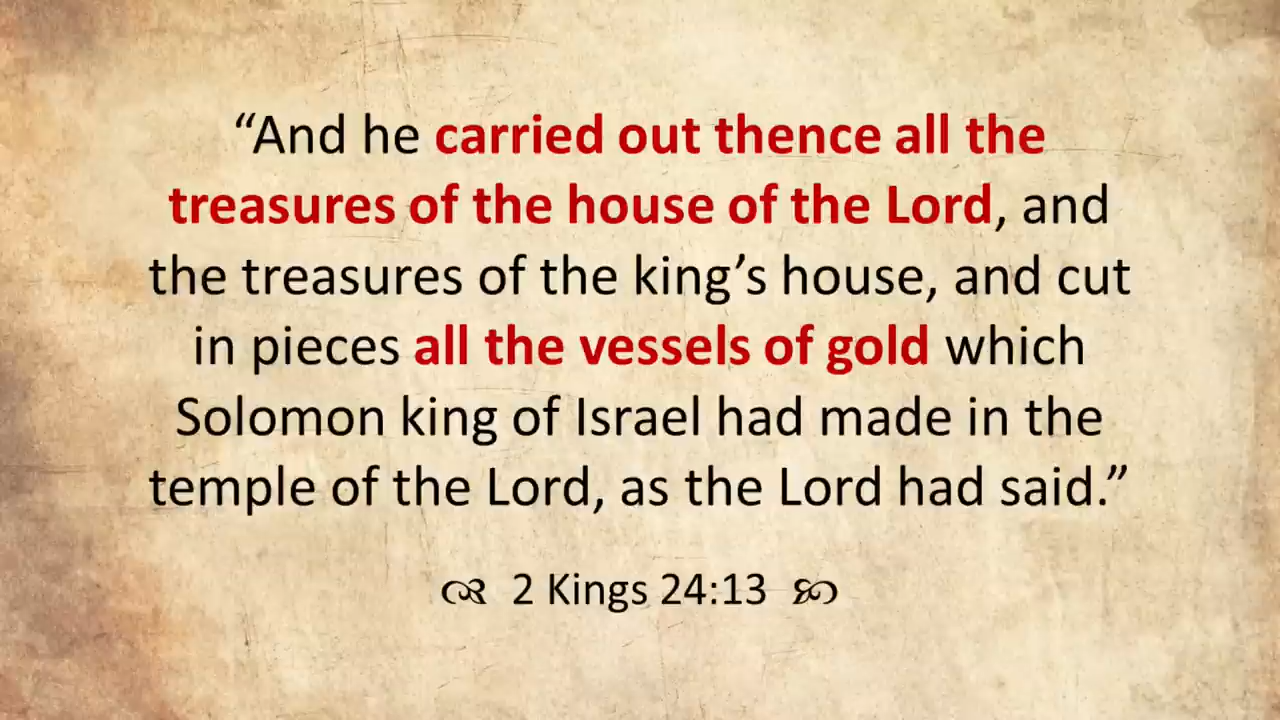 “And he carried out thence all the
treasures of the house of the Lord, and
the treasures of the king’s house, and cut
in pieces all the vessels of gold which
Solomon king of Israel had made in the
temple of the Lord, as the Lord had said.”
2 Kings 24:13